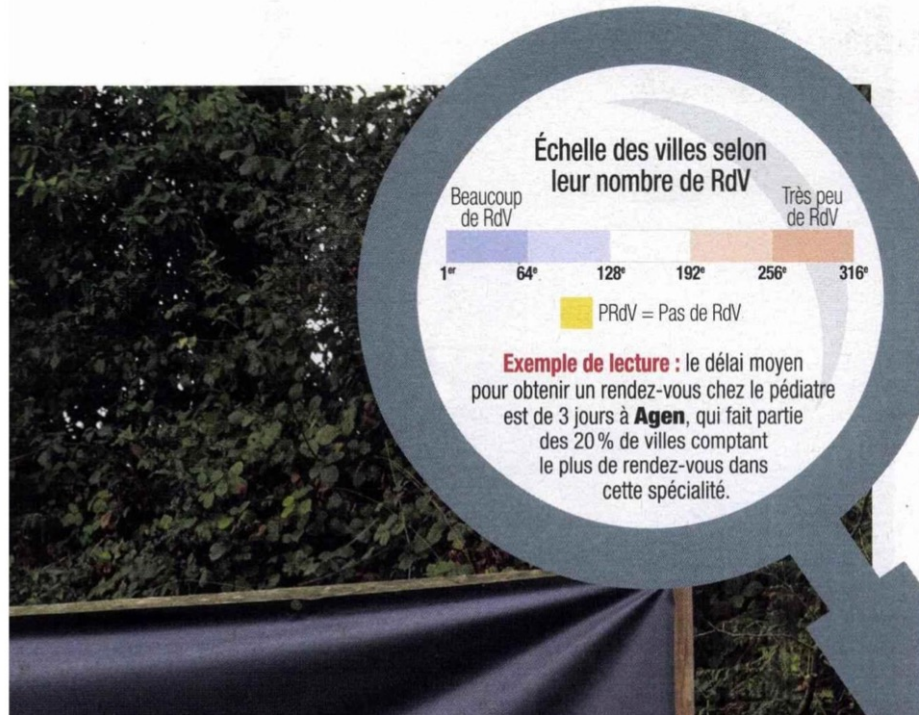 Échelle des villes selon
leur nombre de RdV
Beaucoup
de RdV
Très peu
de RdV
1er 64e 128e 192e 256e 316e
PRdV = Pas de RdV
Exemple de lecture : le délai moyen
pour obtenir un rendez-vous chez le pédiatre
est de 3 jours à Agen, qui fait partie
des 20 % de villes comptant
le plus de rendez-vous dans
cette spécialité.